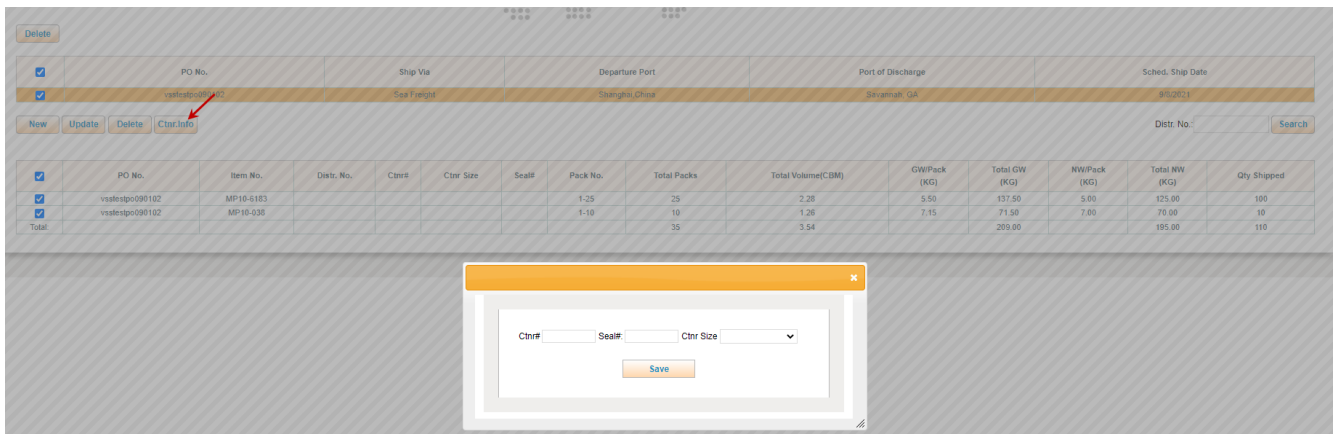 Delete
PO No. Ship Via Departure Port Port of Discharge Sched. Ship Date
vsstestpo090102 Sea Freight Shanghai,China Savannah, GA 9/6/2021
New Update Delete Ctnr.Info Distr. No.: Search
PO No. Item No. Distr. No. Ctnr# Ctnr Size Seal# Pack No. Total Packs Total Volume(CBM) GW/Pack (KG) Total GW (KG) NW/Pack (KG) Total NW (KG) Qty Shipped
vsstestpo090102 MP10-6183 1-25 25 2.28 5.50 137.50 5.00 125.00 100
vsstestpo090102 MP10-038 1-10 10 1.26 7.15 71.50 7.00 70.00 10
Total 35 3.54 209.00 195.00 110
Ctnr# Seal#: Ctnr Size
Save